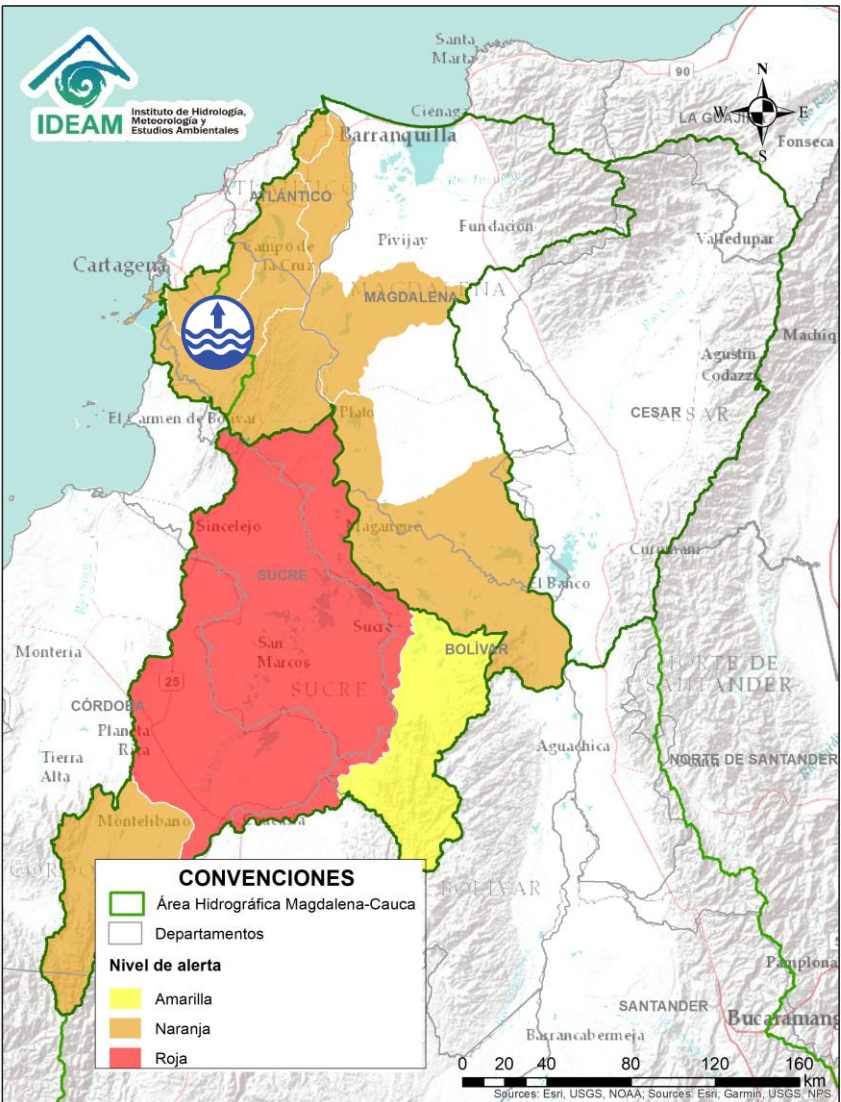 Santa
Marta
90
N
W
E
S
IDEAM
Instituto de Hidrología,
Meteorología y
Estudios Ambientales
Ciénaga
LA GUAJIRA
Fonseca
Barranquilla
ATLÁNTICO
ATLÁNTICO
Fundación
Pivijay
Valledupar
Campo de
la Cruz
Cartagena
MAGDALENA
MAGDALENA
Agustín
Codazzi
CESAR
CESAR
El Carmen de Bolívar
Plato
Sincelejo
Magangué
Curumaní
SUCRE
El Banco
Sucre
Montería
San
Marcos
BOLÍVAR
NORTE DE
SANTANDER
SUCRE
25
CÓRDOBA
Planeta
Rica
Tierra
Alta
Aguachica
NORTE DE SANTANDER
Montelíbano
BOLÍVAR
CONVENCIONES
Área Hidrográfica Magdalena-Cauca
Departamentos
Nivel de alerta
Amarilla
Naranja
Roja
Pamplona
SANTANDER
Bucaramang
Barrancabermeja
0 20 40 80 120 160
km
Sources: Esri, USGS, NOAA; Sources: Esri, Garmin, USGS, NPS